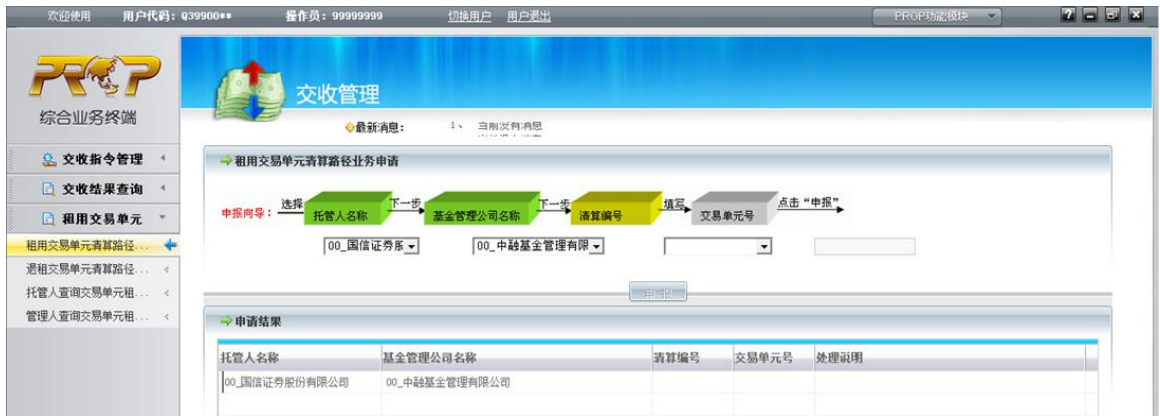 欢迎使用 用户代码：Q39900** 操作员：99999999 切换用户 用户退出 PROP功能模块
PROP
综合业务终端
交收管理
最新消息： 1、 当前没有消息
交收指令管理
交收结果查询
租用交易单元
租用交易单元清算路径...
退租交易单元清算路径...
托管人查询交易单元租...
管理人查询交易单元租...
租用交易单元清算路径业务申请
申报向导： 选择 托管人名称 下一步 基金管理公司名称 下一步 清算编号 填写 交易单元号 点击“申报”
00_国信证券股 00_中融基金管理有限
申 报
申请结果
托管人名称 基金管理公司名称 清算编号 交易单元号 处理说明
00_国信证券股份有限公司 00_中融基金管理有限公司